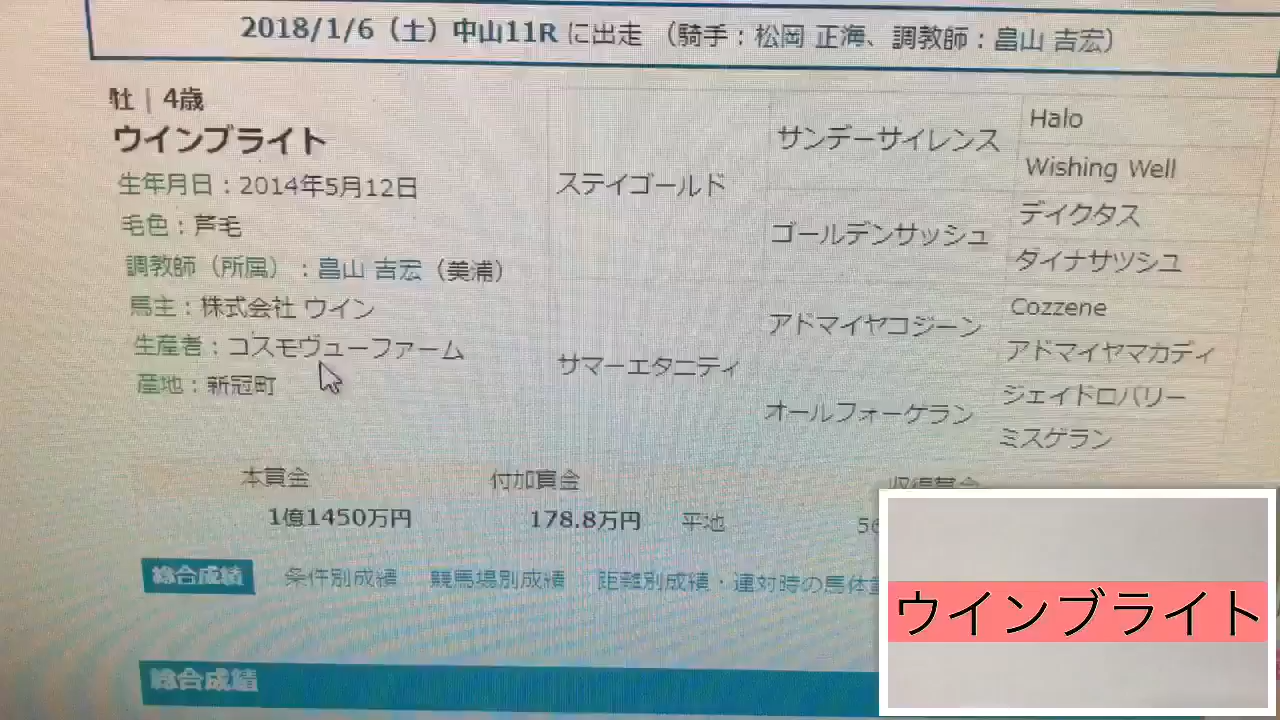 2018/1/6（土）中山11R に出走 （騎手：松岡 正海、調教師：畠山 吉宏）
牡 | 4歳
ウインブライト
生年月日：2014年5月12日
毛色：芦毛
調教師（所属）：畠山 吉宏（美浦）
馬主：株式会社 ウイン
生産者：コスモヴューファーム
産地：新冠町
ステイゴールド
サマーエタニティ
サンデーサイレンス
ゴールデンサッシュ
アドマイヤコジーン
オールフォーゲラン
Halo
Wishing Well
デイクタス
ダイナサツシユ
Cozzene
アドマイヤマカディ
ジェイドロバリー
ミスゲラン
本賞金 付加賞金 収得賞金
1億1450万円 178.8万円 平地 56
総合成績 条件別成績 競馬場別成績 距離別成績・連対時の馬体重
総合成績
ウインブライト